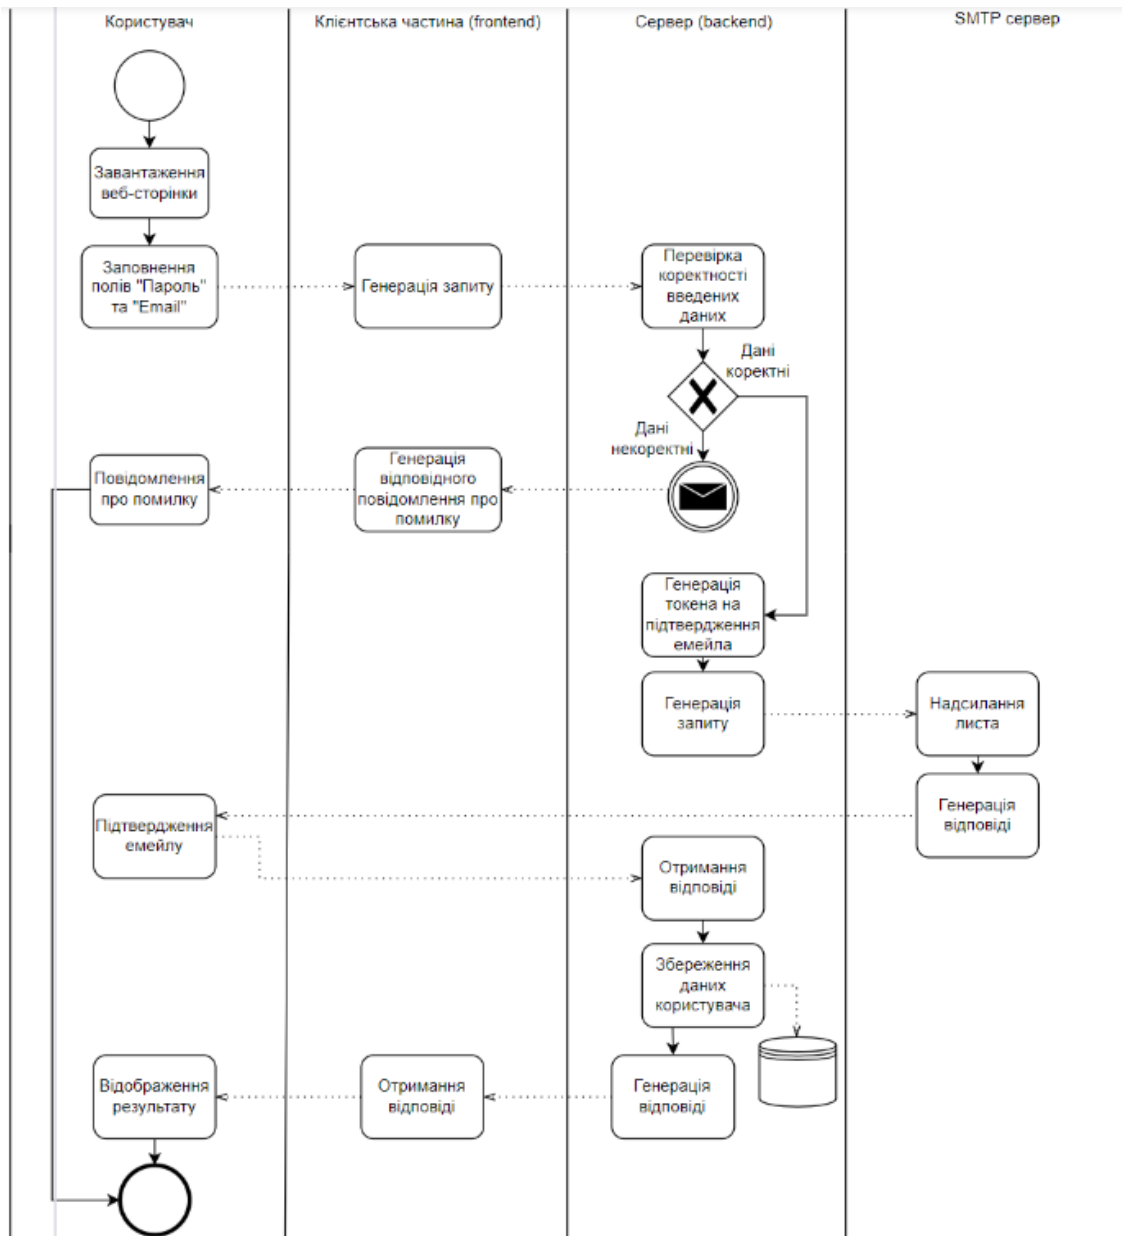 Користувач
Клієнтська частина (frontend)
Сервер (backend)
SMTP сервер
Завантаження
веб-сторінки
Заповнення
полів "Пароль"
та "Email"
Генерація запиту
Перевірка
коректності
введених
даних
Дані
коректні
Дані
некоректні
Повідомлення
про помилку
Генерація
відповідного
повідомлення про
помилку
Генерація
токена на
підтвердження
емейла
Генерація
запиту
Надсилання
листа
Підтвердження
емейлу
Генерація
відповіді
Отримання
відповіді
Збереження
даних
користувача
Відображення
результату
Отримання
відповіді
Генерація
відповіді